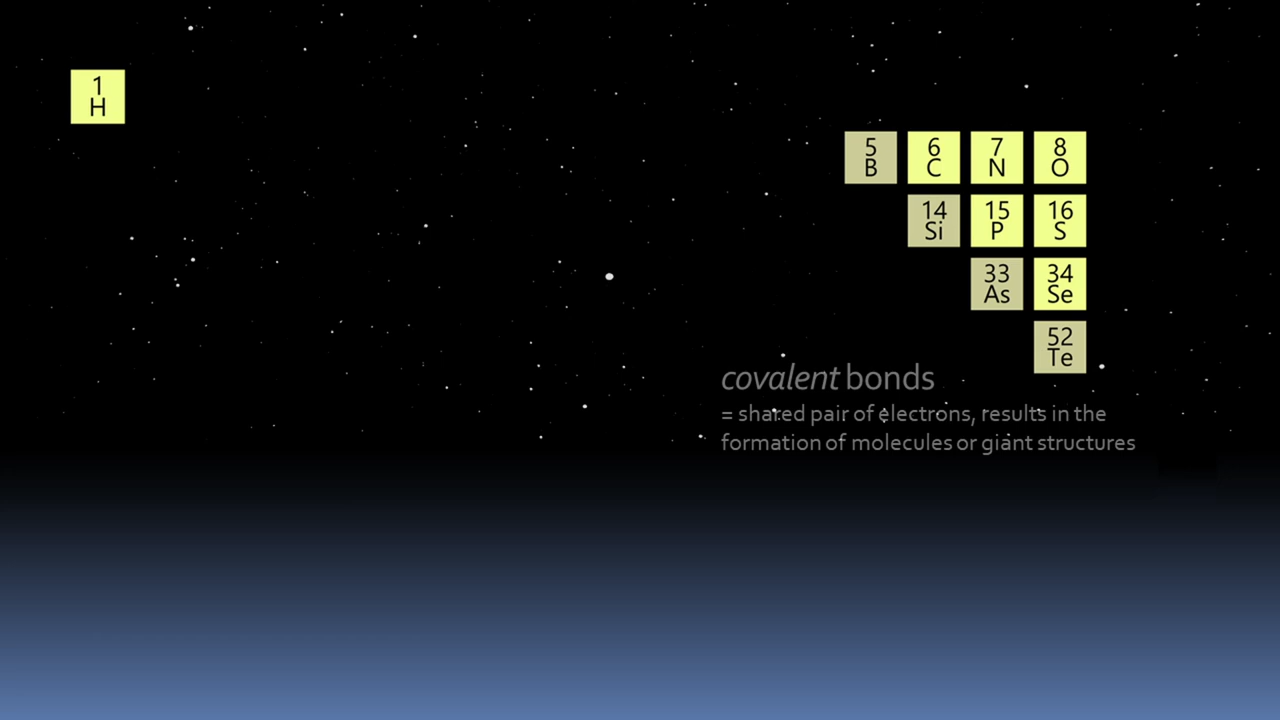 1
H
5 6 7 8
B C N O
14 15 16
Si P S
33 34
As Se
52
Te
covalent bonds
= shared pair of electrons, results in the
formation of molecules or giant structures